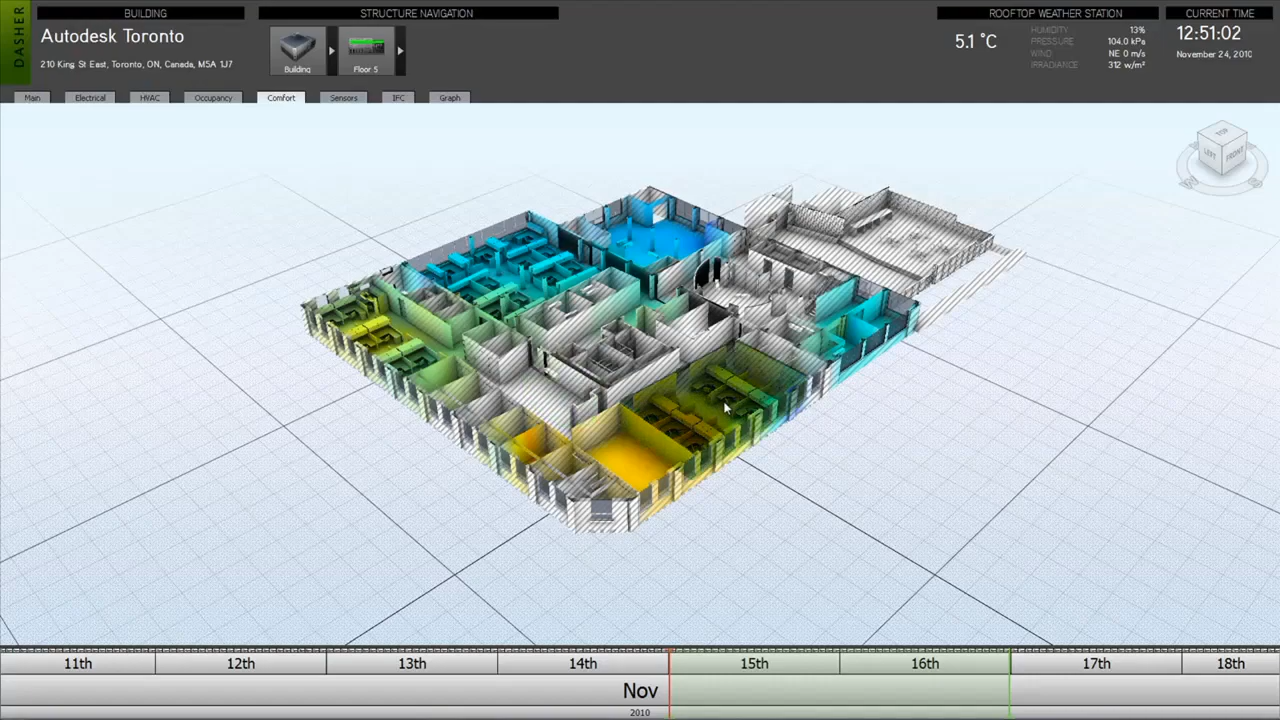 DASHER
BUILDING
STRUCTURE NAVIGATION
ROOFTOP WEATHER STATION
CURRENT TIME
Autodesk Toronto
210 King St East, Toronto, ON, Canada, M5A 1J7
Building
Floor 5
5.1 °C
HUMIDITY 13%
PRESSURE 104.0 kPa
WIND NE 0 m/s
IRRADIANCE 312 w/m²
12:51:02
November 24, 2010
Main
Electrical
HVAC
Occupancy
Comfort
Sensors
IFC
Graph
TOP
LEFT
FRONT
11th
12th
13th
14th
15th
16th
17th
18th
Nov
2010